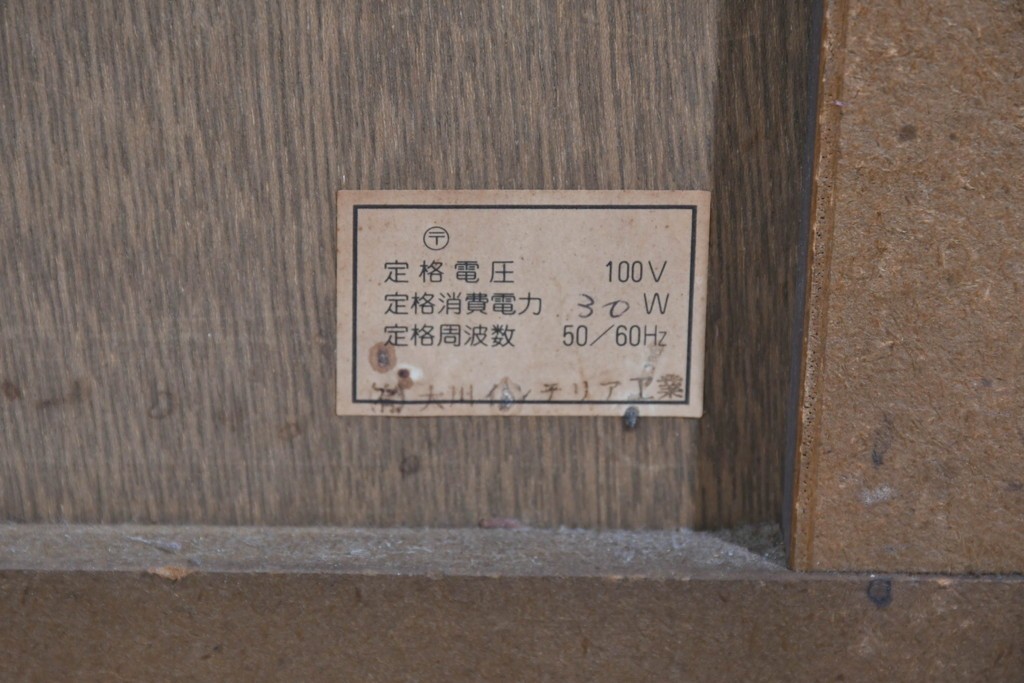 〶
定格電圧 100V
定格消費電力 30 W
定格周波数 50/60Hz
㈲大川インテリア工業